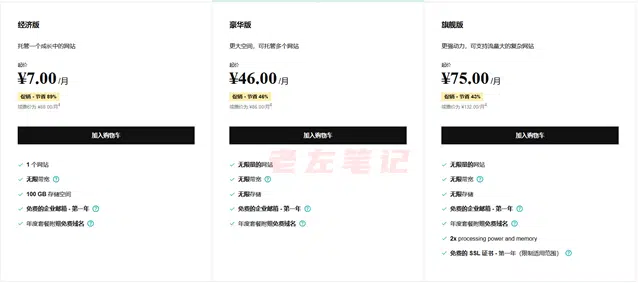 经济版
托管一个成长中的网站
起价
¥7.00/月
促销 - 节省 89%
续费价为 ¥68.00/月4
加入购物车
1 个网站
无限带宽
100 GB 存储空间
免费的企业邮箱 - 第一年
年度套餐附赠免费域名
豪华版
更大空间，可托管多个网站
起价
¥46.00/月
促销 - 节省 46%
续费价为 ¥86.00/月4
加入购物车
无限量的网站
无限带宽
无限存储
免费的企业邮箱 - 第一年
年度套餐附赠免费域名
旗舰版
更强动力，可支持流量大的复杂网站
起价
¥75.00/月
促销 - 节省 43%
续费价为 ¥132.00/月4
加入购物车
无限量的网站
无限带宽
无限存储
免费的企业邮箱 - 第一年
年度套餐附赠免费域名
2x processing power and memory
免费的 SSL 证书 - 第一年（限制适用范围）
老左笔记